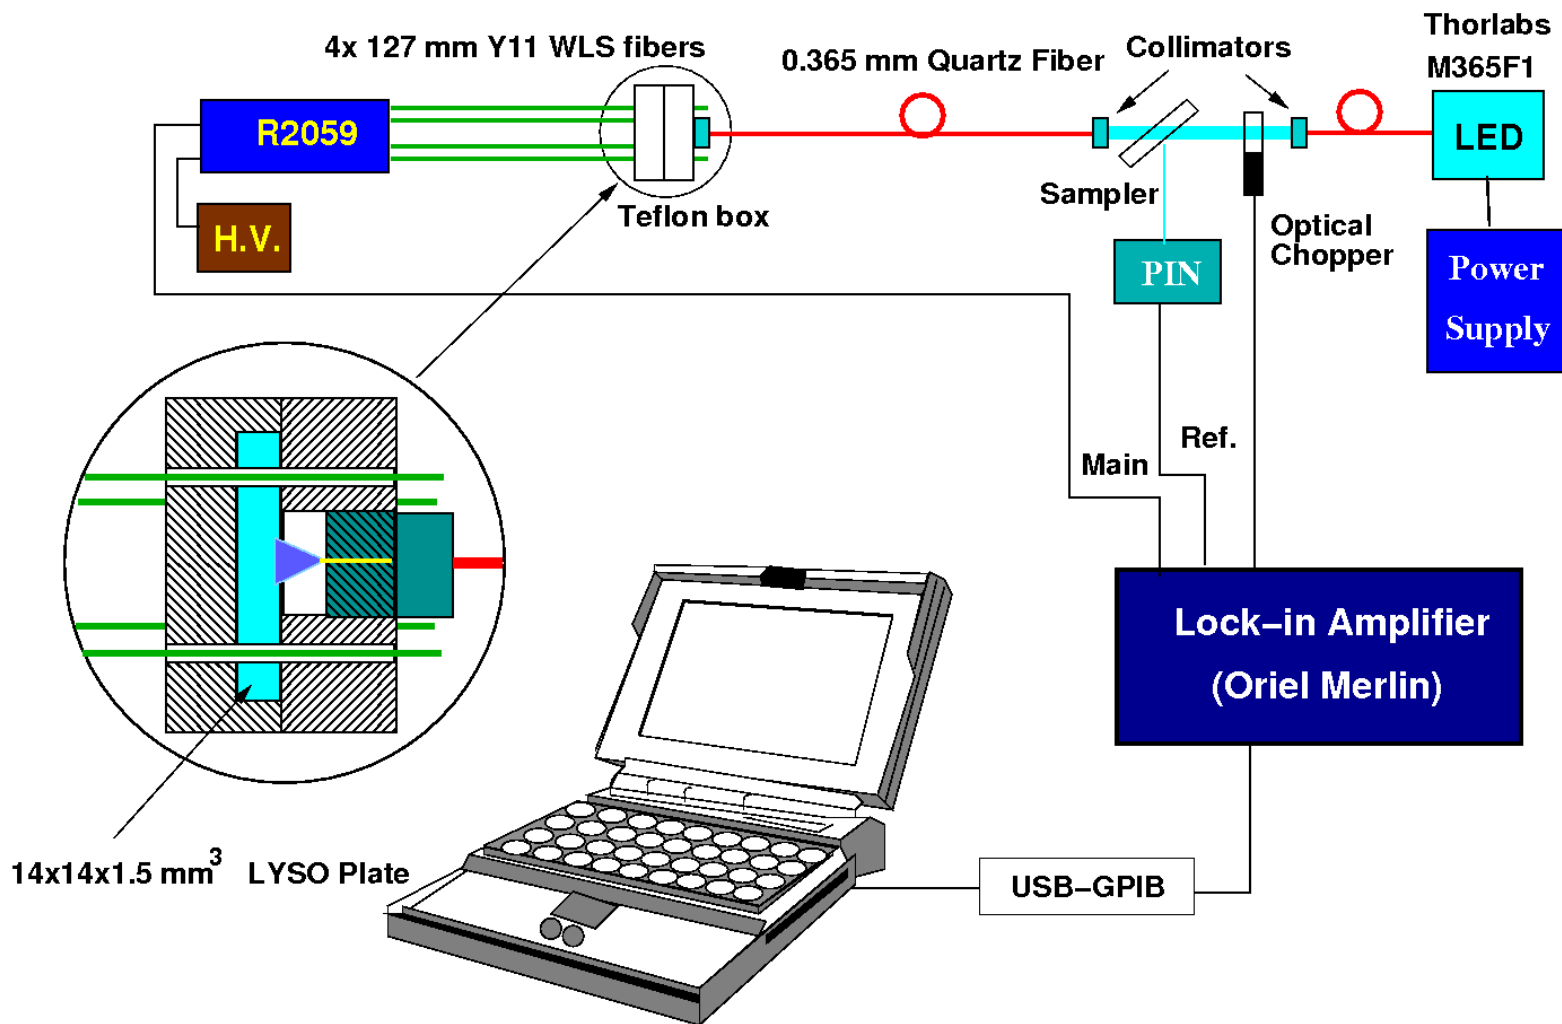 4x 127 mm Y11 WLS fibers
0.365 mm Quartz Fiber
Collimators
Thorlabs
M365F1
R2059
LED
H.V.
Teflon box
Sampler
PIN
Optical
Chopper
Power
Supply
Ref.
Main
Lock-in Amplifier
(Oriel Merlin)
14x14x1.5 mm³ LYSO Plate
USB-GPIB